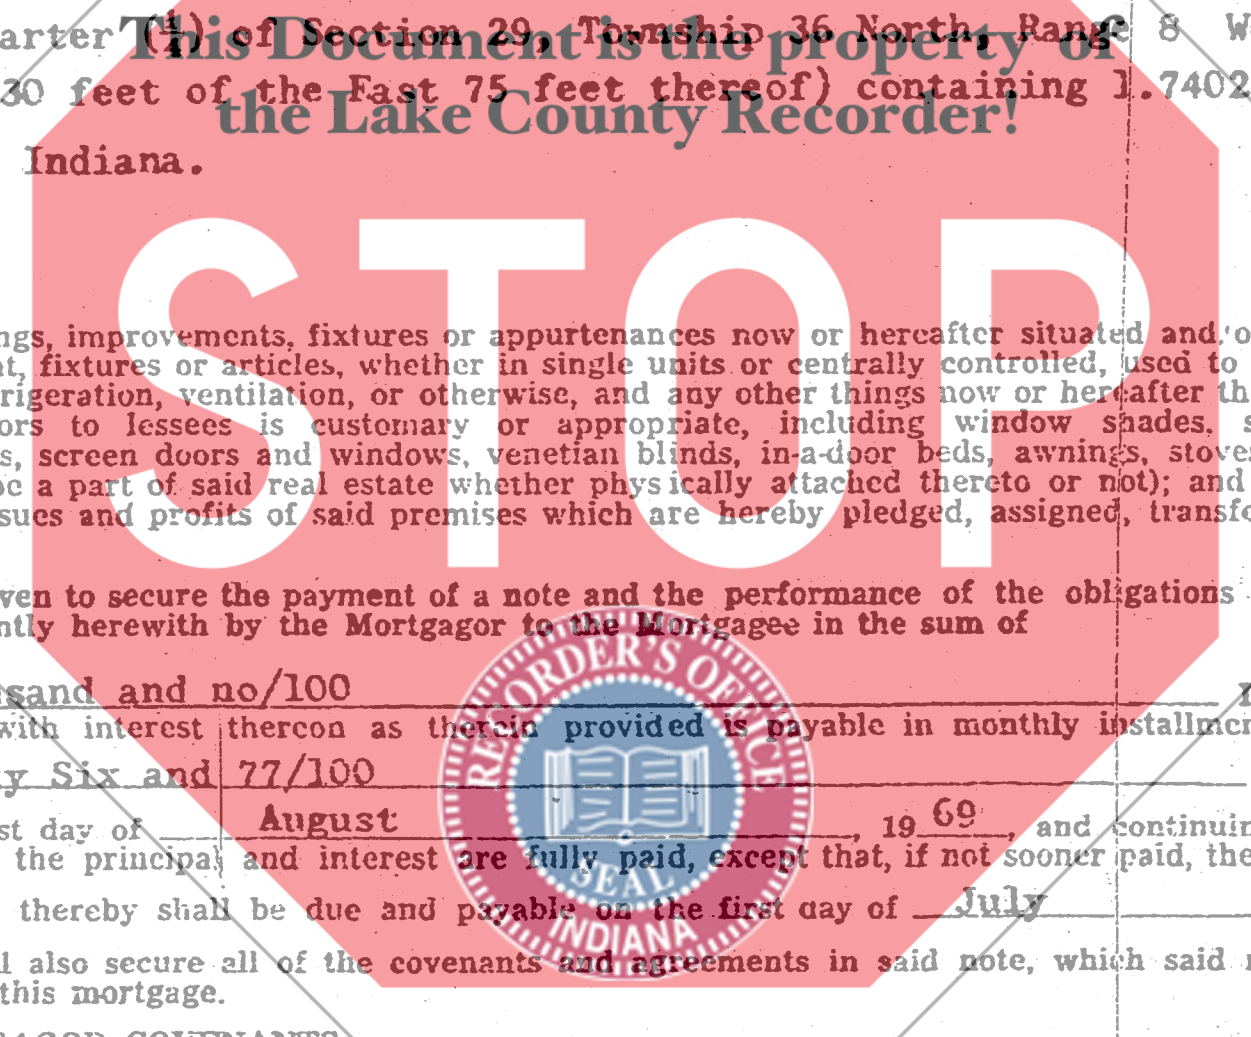 This Document is the property of
the Lake County Recorder!
STOP
arter (¼) of Section 29, Township 36 North, Range 8 W
30 feet of the East 75 feet thereof) containing 1.7402
Indiana.
ngs, improvements, fixtures or appurtenances now or hereafter situated and/o
nt, fixtures or articles, whether in single units or centrally controlled, used to
rigeration, ventilation, or otherwise, and any other things now or hereafter th
ors to lessees is customary or appropriate, including window shades, s
s, screen doors and windows, venetian blinds, in-a-door beds, awnings, stoves
be a part of said real estate whether physically attached thereto or not); and
sues and profits of said premises which are hereby pledged, assigned, transfe
ven to secure the payment of a note and the performance of the obligations
ntly herewith by the Mortgagor to the Mortgagee in the sum of
usand and no/100
with interest thereon as therein provided is payable in monthly installme
y Six and 77/100
st day of August, 19 69, and continuin
the principal and interest are fully paid, except that, if not sooner paid, the
thereby shall be due and payable on the first day of July
l also secure all of the covenants and agreements in said note, which said n
this mortgage.
RECORDER'S OFFICE
SEAL
INDIANA